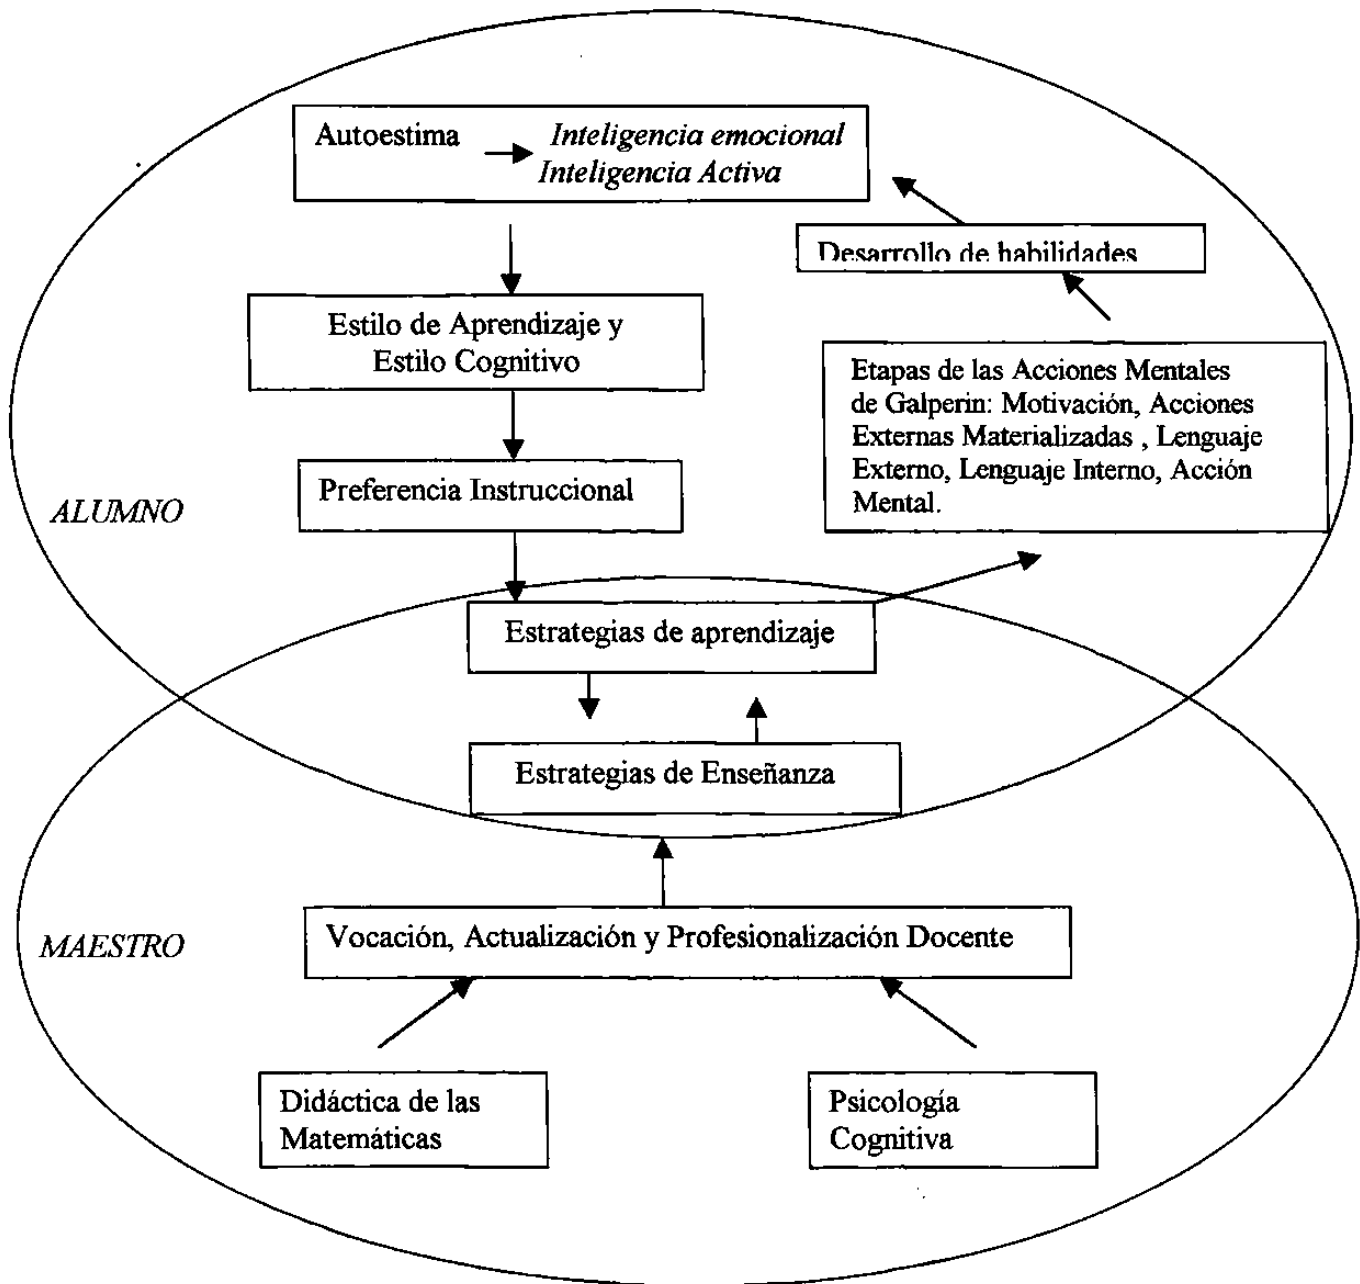 Autoestima → Inteligencia emocional
Inteligencia Activa
Desarrollo de habilidades
Estilo de Aprendizaje y
Estilo Cognitivo
Etapas de las Acciones Mentales
de Galperin: Motivación, Acciones
Externas Materializadas , Lenguaje
Externo, Lenguaje Interno, Acción
Mental.
Preferencia Instruccional
ALUMNO
Estrategias de aprendizaje
Estrategias de Enseñanza
Vocación, Actualización y Profesionalización Docente
MAESTRO
Didáctica de las
Matemáticas
Psicología
Cognitiva